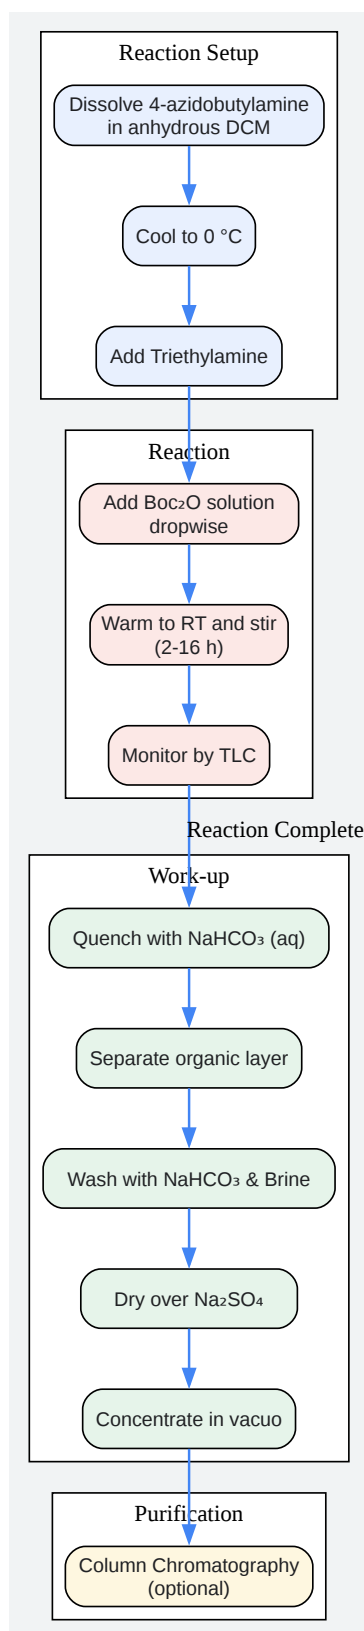 Reaction Setup
Dissolve 4-azidobutylamine
in anhydrous DCM
Cool to 0 °C
Add Triethylamine
Reaction
Add Boc₂O solution
dropwise
Warm to RT and stir
(2-16 h)
Monitor by TLC
Reaction Complete
Work-up
Quench with NaHCO₃ (aq)
Separate organic layer
Wash with NaHCO₃ & Brine
Dry over Na₂SO₄
Concentrate in vacuo
Purification
Column Chromatography
(optional)